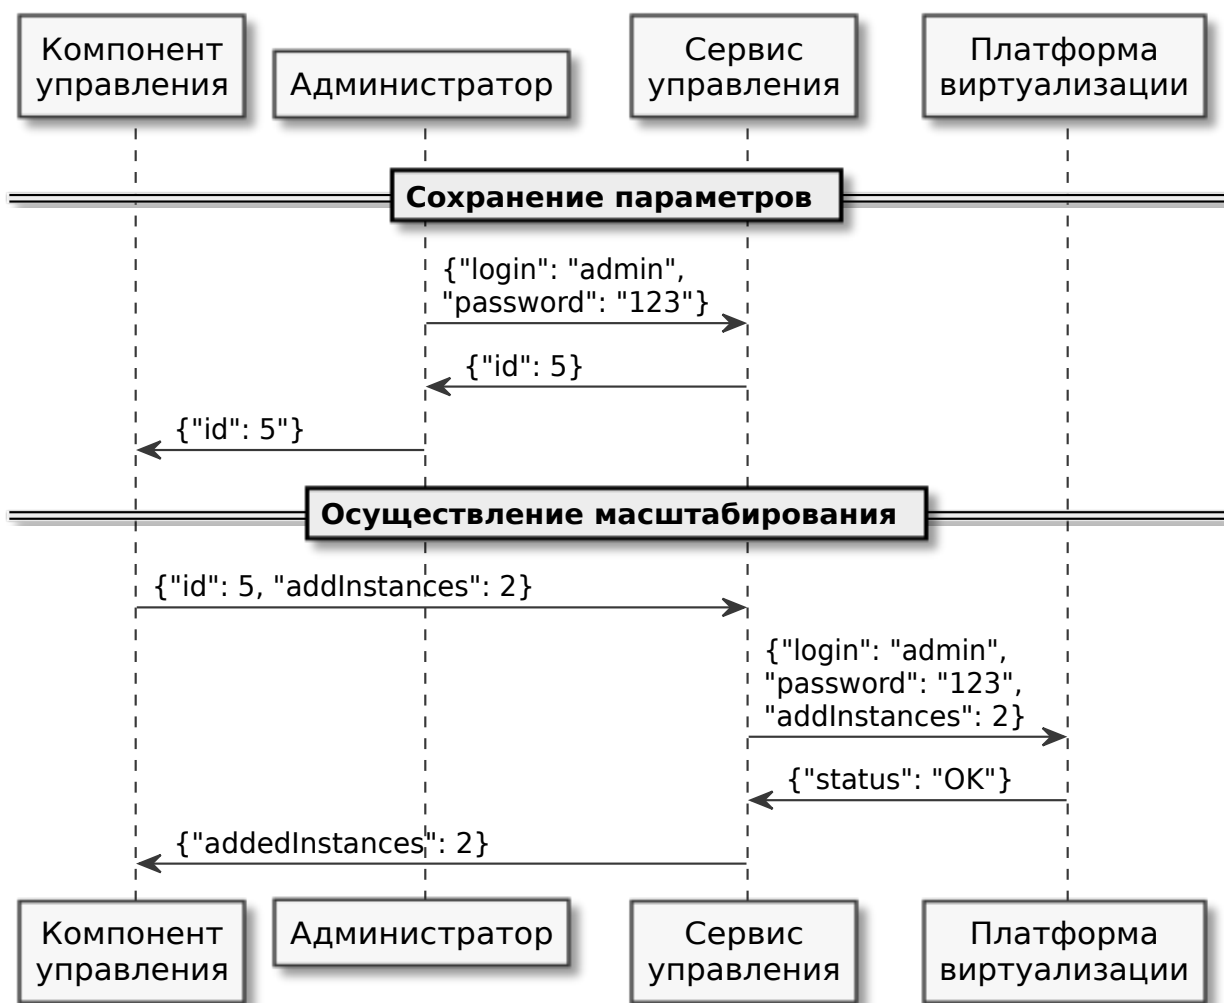 Компонент
управления
Администратор
Сервис
управления
Платформа
виртуализации
Сохранение параметров
{"login": "admin",
"password": "123"}
{"id": 5}
{"id": 5"}
Осуществление масштабирования
{"id": 5, "addInstances": 2}
{"login": "admin",
"password": "123",
"addInstances": 2}
{"status": "OK"}
{"addedInstances": 2}
Компонент
управления
Администратор
Сервис
управления
Платформа
виртуализации